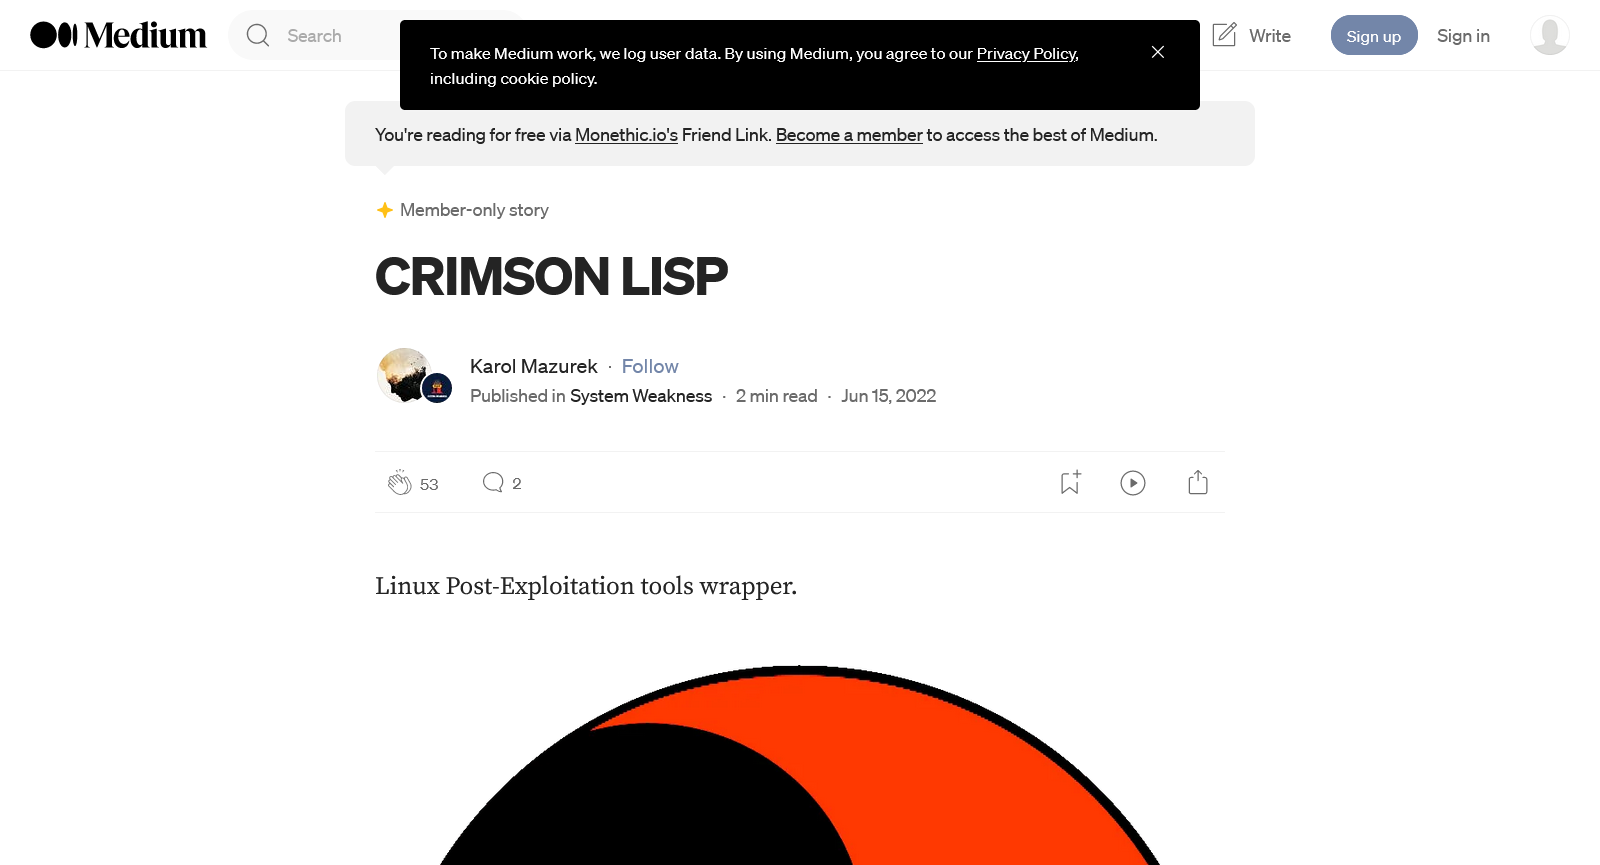 Medium
Search
Write
Sign up
Sign in
To make Medium work, we log user data. By using Medium, you agree to our Privacy Policy,
including cookie policy.
You're reading for free via Monethic.io's Friend Link. Become a member to access the best of Medium.
Member-only story
CRIMSON LISP
Karol Mazurek · Follow
Published in System Weakness · 2 min read · Jun 15, 2022
53
2
Linux Post-Exploitation tools wrapper.